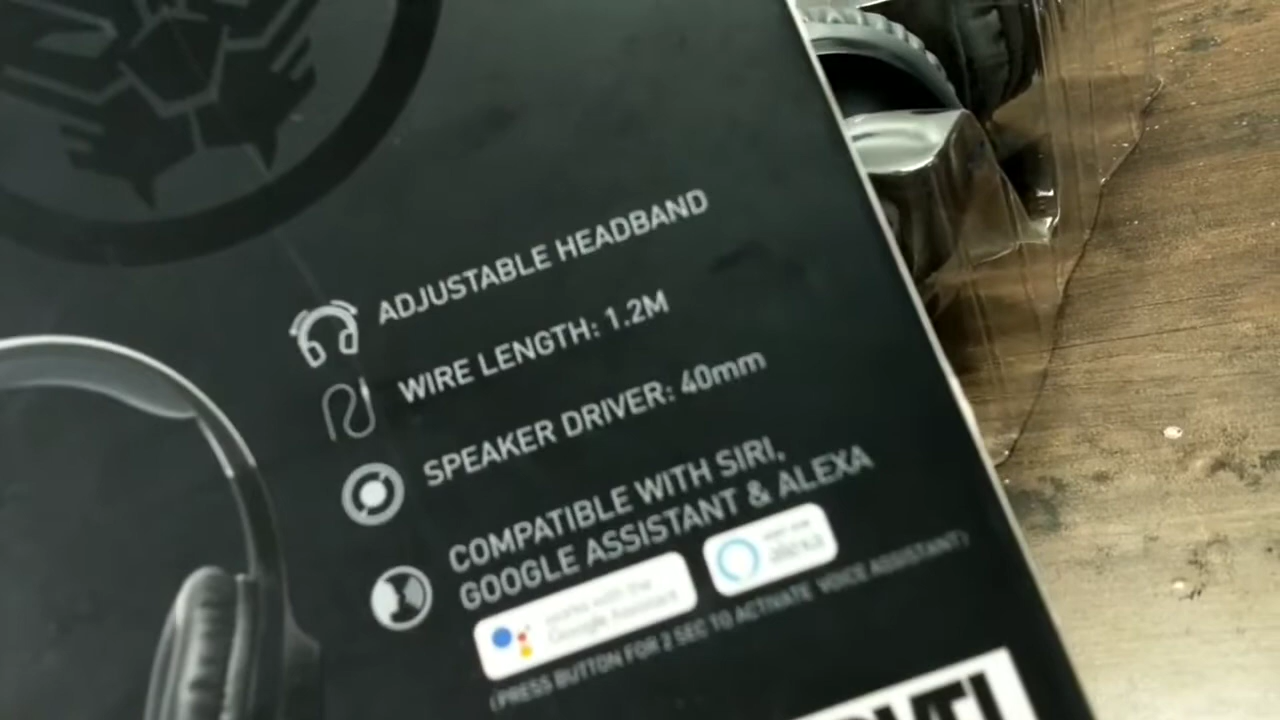 ADJUSTABLE HEADBAND
WIRE LENGTH: 1.2M
SPEAKER DRIVER: 40mm
COMPATIBLE WITH SIRI,
GOOGLE ASSISTANT & ALEXA
works with the
Google Assistant
(PRESS BUTTON FOR 2 SEC TO ACTIVATE VOICE ASSISTANT)